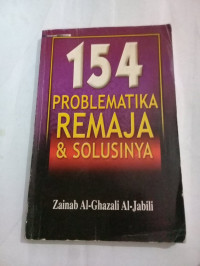 154
PROBLEMATIKA
REMAJA
& SOLUSINYA
Zainab Al-Ghazali Al-Jabili